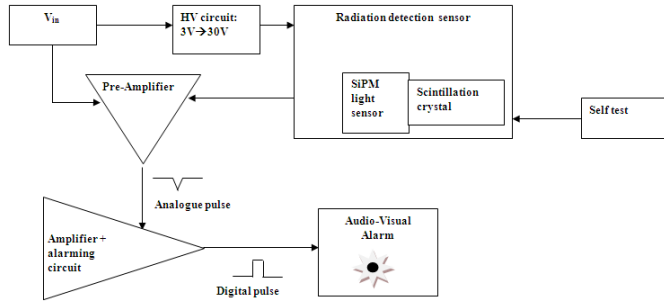 V_in
HV circuit:
3V→30V
Radiation detection sensor
SiPM
light
sensor
Scintillation
crystal
Self test
Pre-Amplifier
Analogue pulse
Amplifier +
alarming
circuit
Digital pulse
Audio-Visual
Alarm